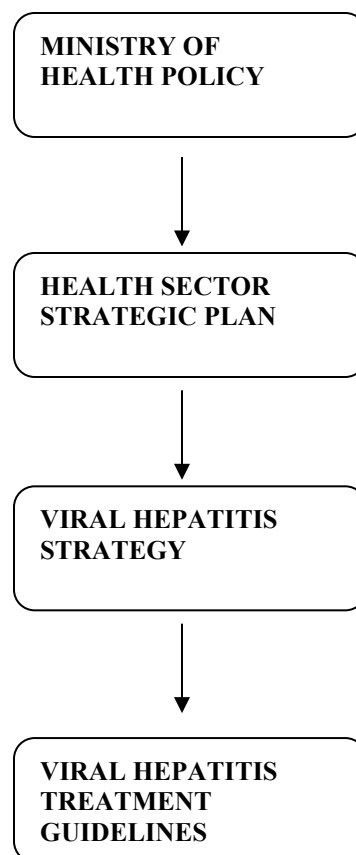 MINISTRY OF
HEALTH POLICY
HEALTH SECTOR
STRATEGIC PLAN
VIRAL HEPATITIS
STRATEGY
VIRAL HEPATITIS
TREATMENT
GUIDELINES